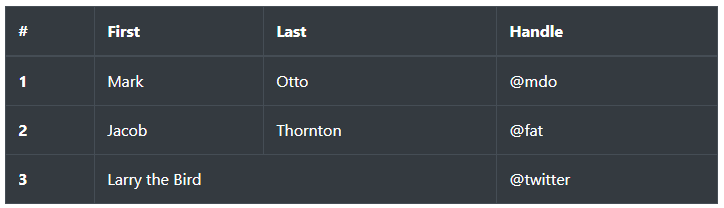 # First Last Handle
1 Mark Otto @mdo
2 Jacob Thornton @fat
3 Larry the Bird @twitter